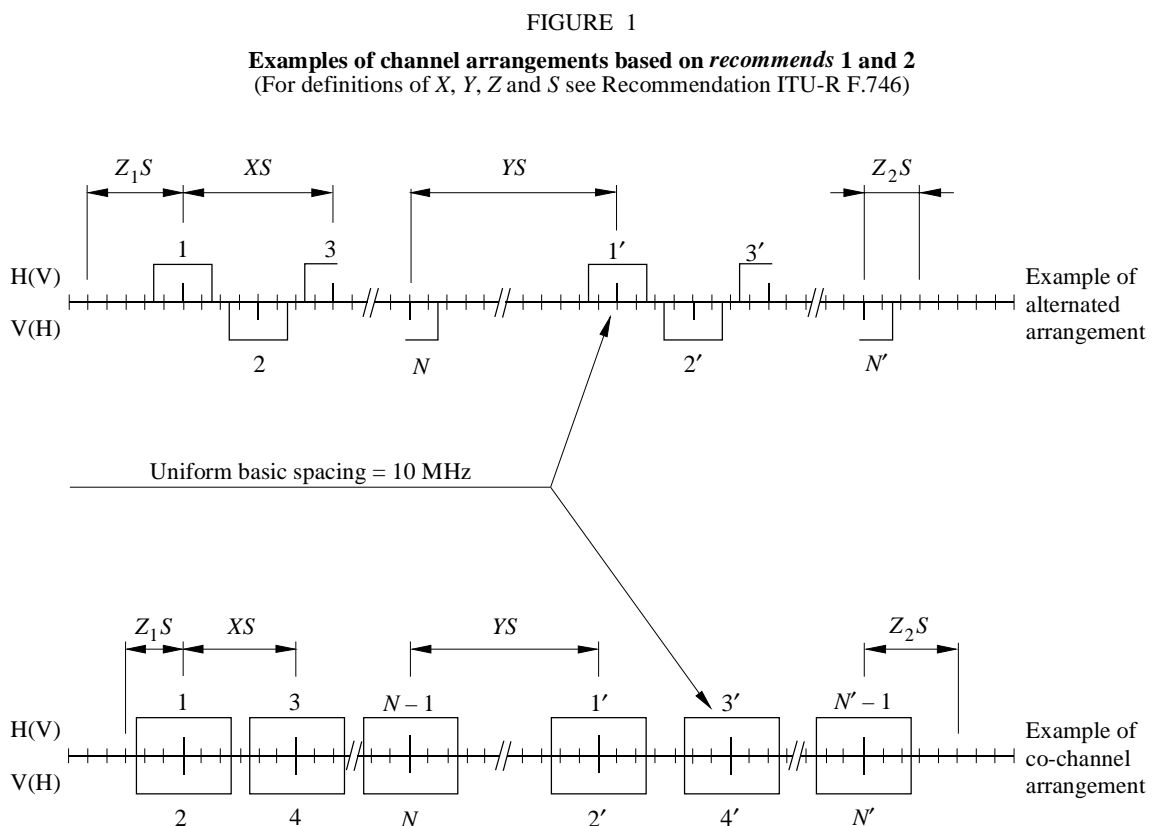 FIGURE 1
Examples of channel arrangements based on recommends 1 and 2
(For definitions of X, Y, Z and S see Recommendation ITU-R F.746)
Z1S XS YS Z2S
1 3 1′ 3′
H(V)
V(H)
2 N 2′ N′
Example of
alternated
arrangement
Uniform basic spacing = 10 MHz
Z1S XS YS Z2S
1 3 N – 1 1′ 3′ N′ – 1
H(V)
V(H)
2 4 N 2′ 4′ N′
Example of
co-channel
arrangement